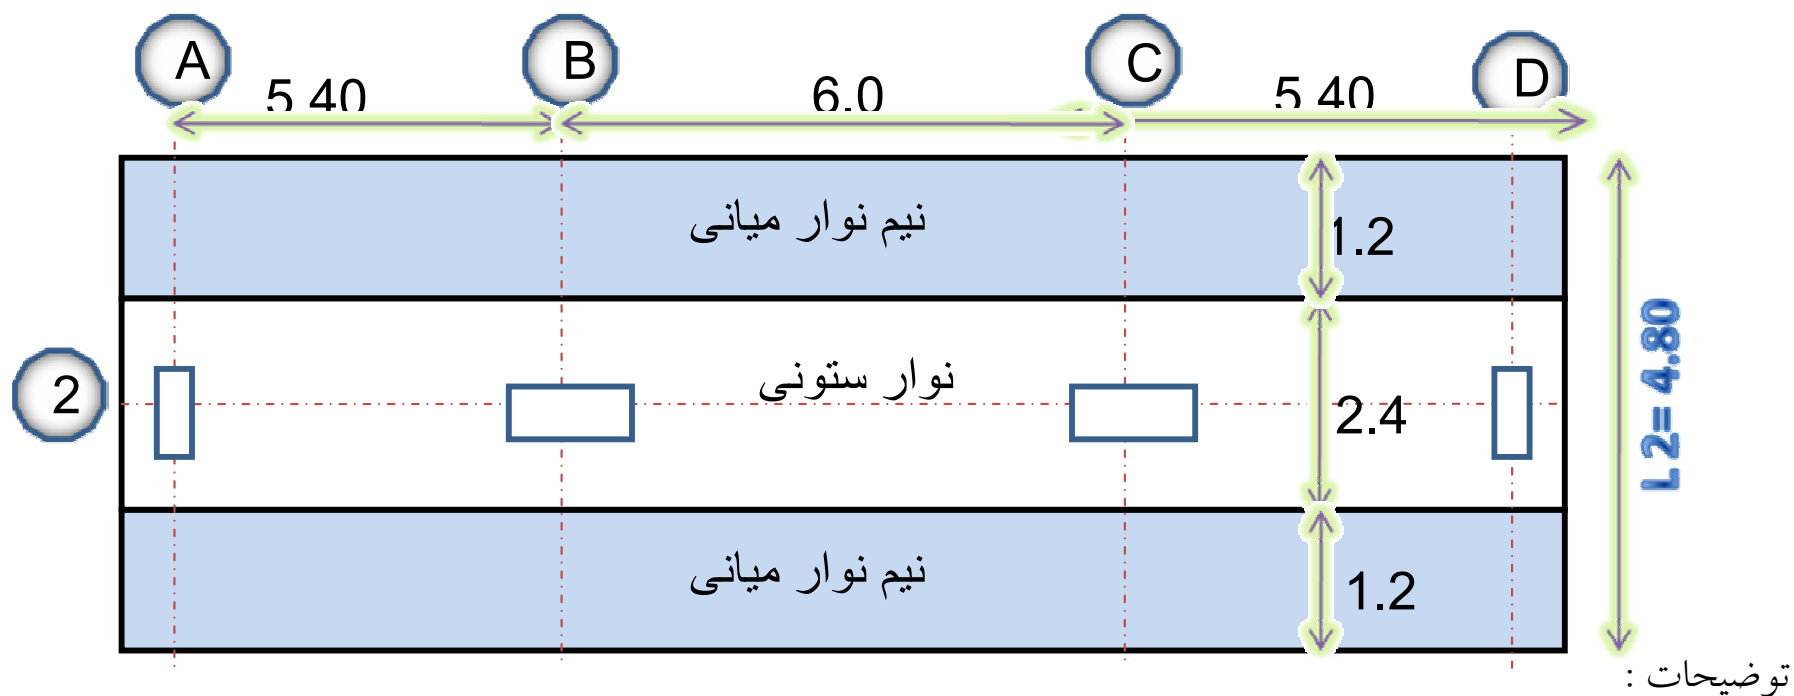 A B C D
5.40 6.0 5.40
نیم نوار میانی
1.2
نوار ستونی
2
2.4
L2= 4.80
نیم نوار میانی
1.2
توضیحات :